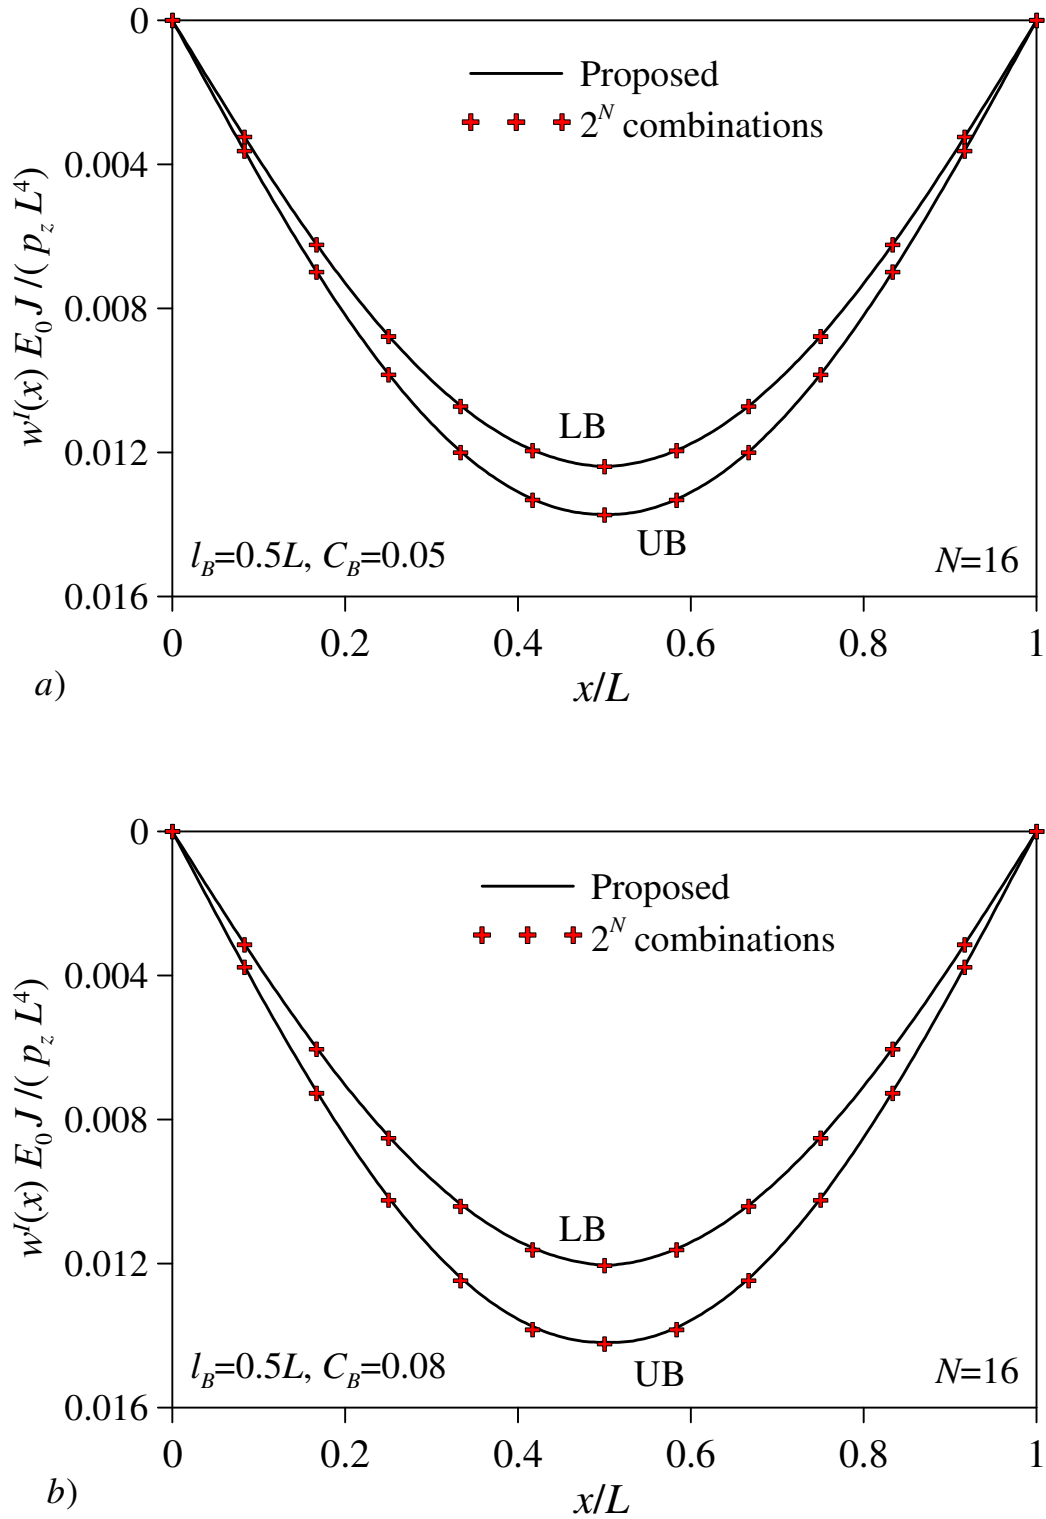 0
Proposed
2^N combinations
0.004
0.008
0.012
0.016
w^I(x) E_0 J /( p_z L^4)
LB
UB
l_B=0.5L, C_B=0.05
N=16
0 0.2 0.4 0.6 0.8 1
x/L
a)
0
Proposed
2^N combinations
0.004
0.008
0.012
0.016
w^I(x) E_0 J /( p_z L^4)
LB
UB
l_B=0.5L, C_B=0.08
N=16
0 0.2 0.4 0.6 0.8 1
x/L
b)